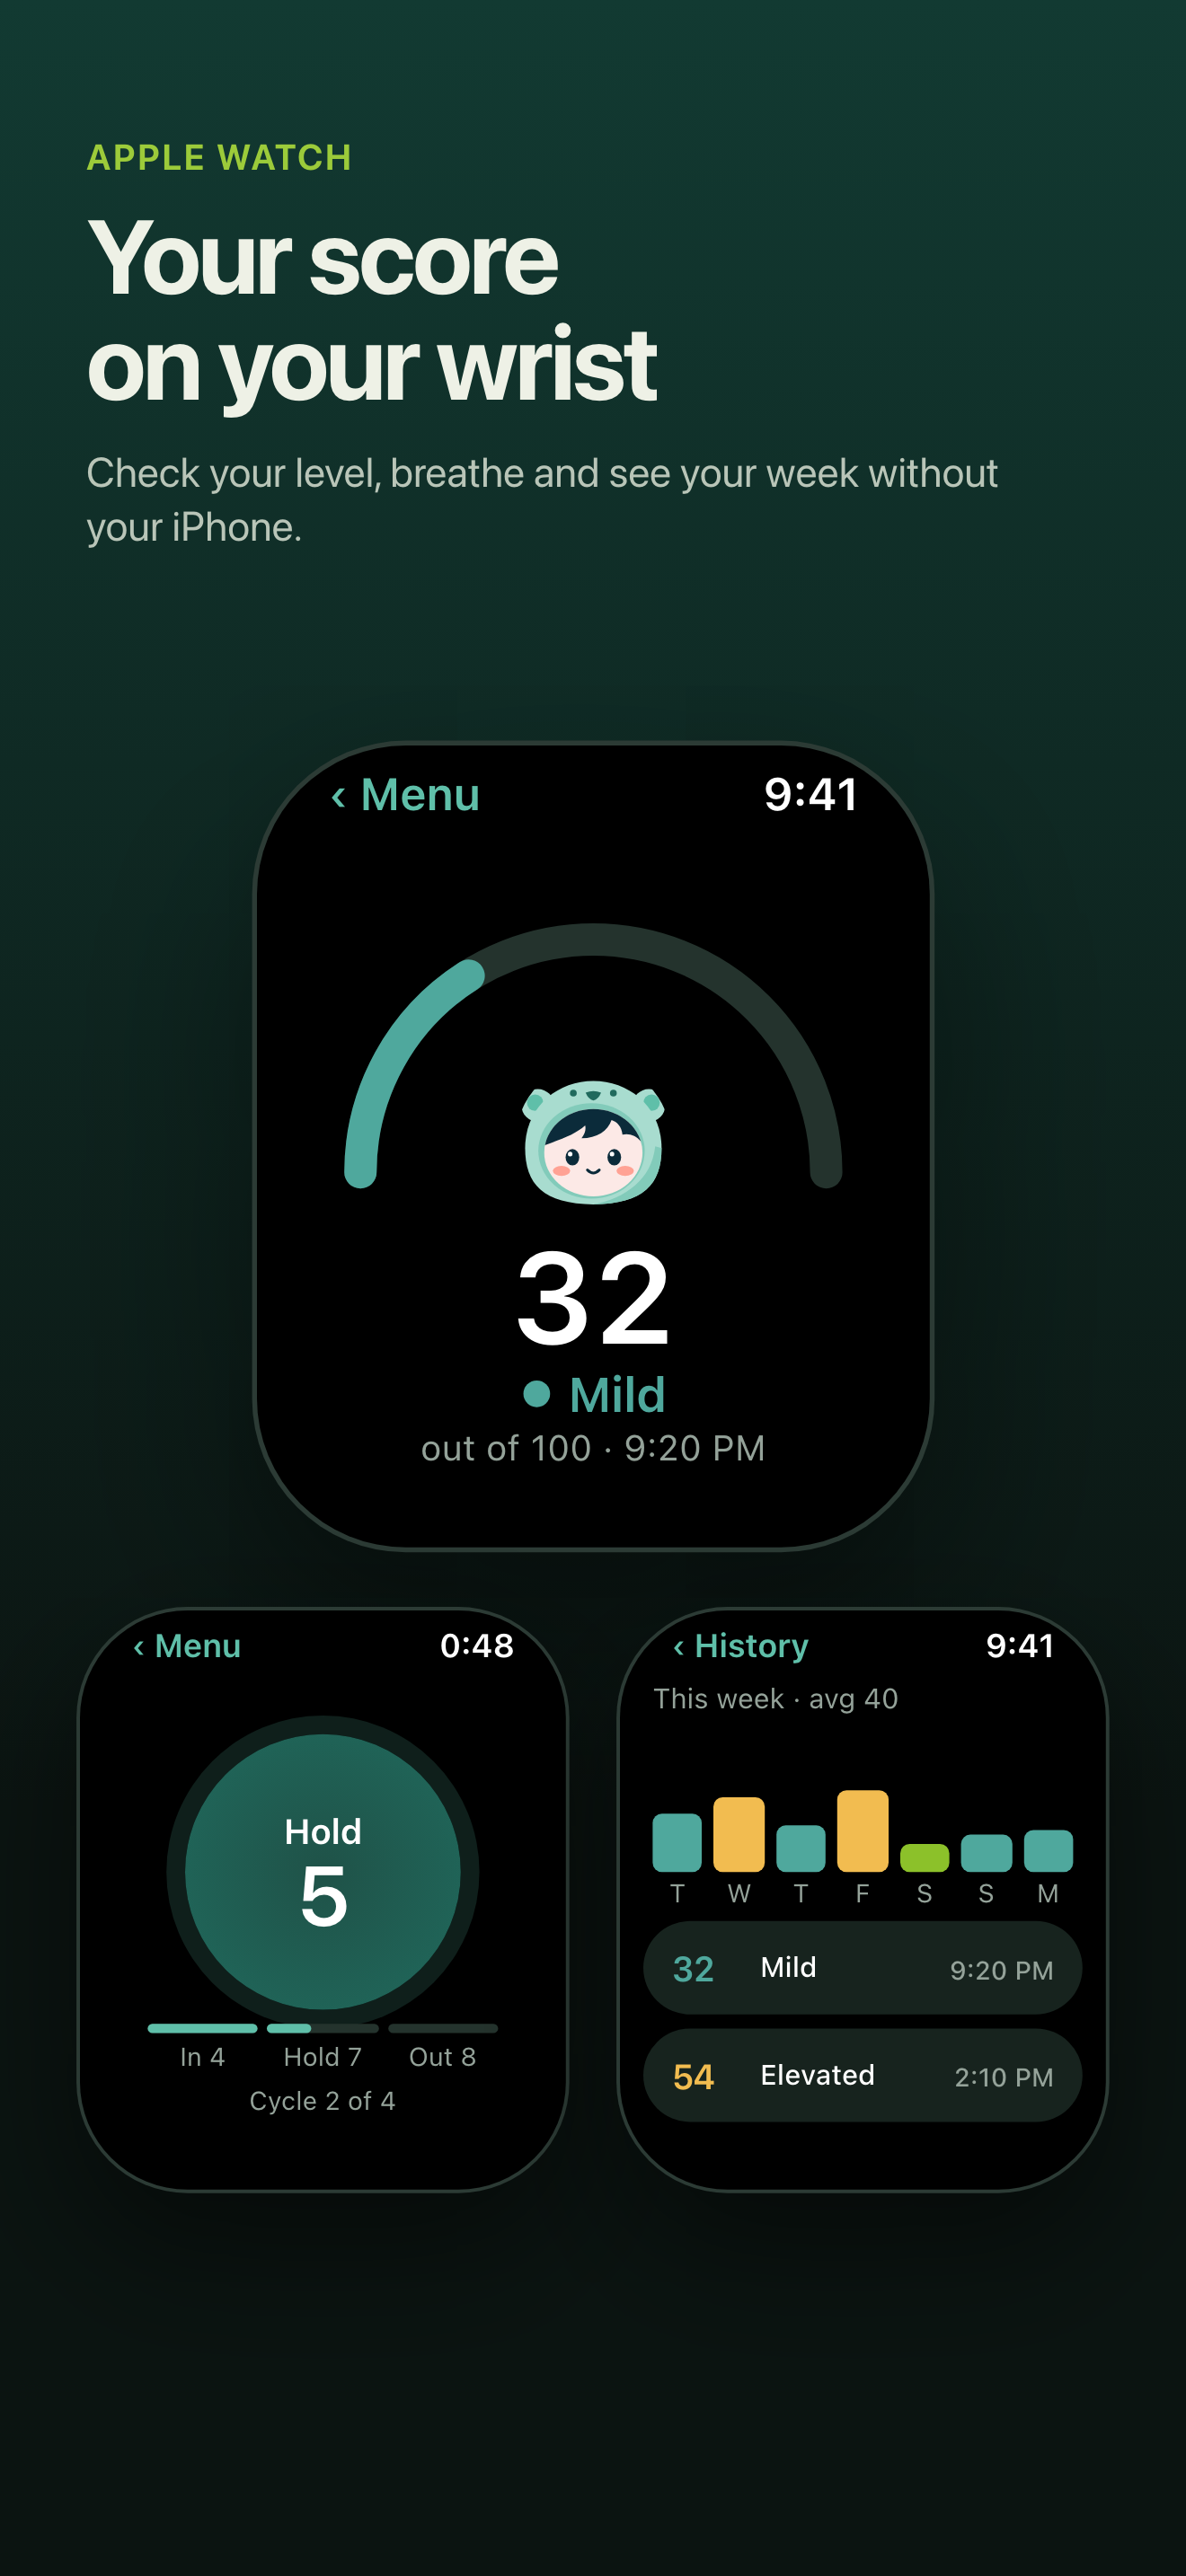 APPLE WATCH
Your score
on your wrist
Check your level, breathe and see your week without
your iPhone.
‹ Menu 9:41
32
Mild
out of 100 · 9:20 PM
‹ Menu 0:48
Hold
5
In 4 Hold 7 Out 8
Cycle 2 of 4
‹ History 9:41
This week · avg 40
T W T F S S M
32 Mild 9:20 PM
54 Elevated 2:10 PM